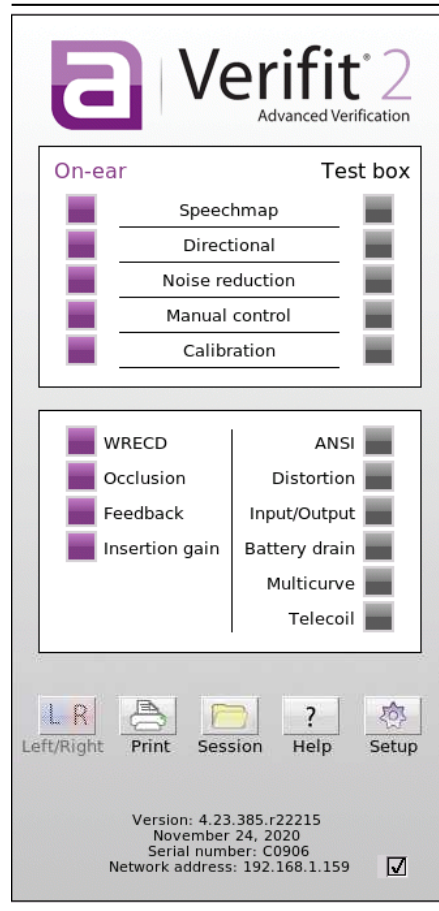 a Verifit® 2
Advanced Verification
On-ear Test box
Speechmap
Directional
Noise reduction
Manual control
Calibration
WRECD ANSI
Occlusion Distortion
Feedback Input/Output
Insertion gain Battery drain
Multicurve
Telecoil
L R ?
Left/Right Print Session Help Setup
Version: 4.23.385.r22215
November 24, 2020
Serial number: C0906
Network address: 192.168.1.159